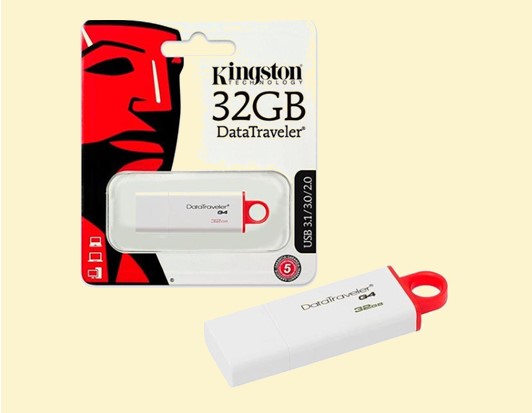 Kingston
TECHNOLOGY
32GB
DataTraveler®
DataTraveler
G4
32GB
USB 3.1/3.0/2.0
5
DataTraveler®
G4
32GB